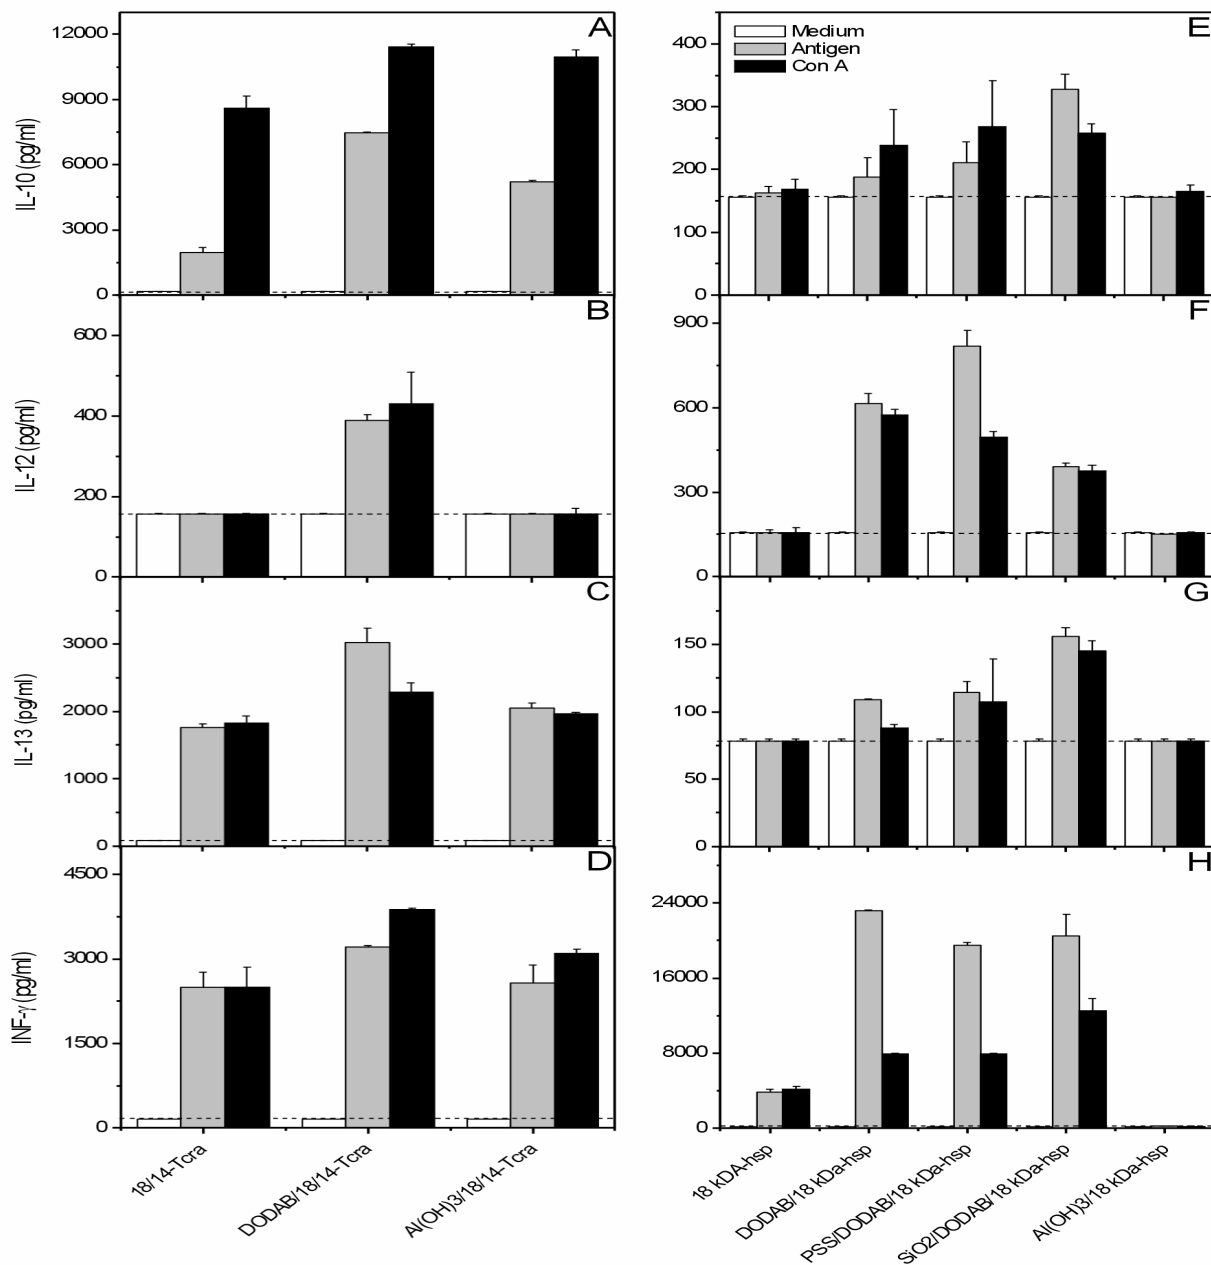 A
IL-10 (pg/ml)
12000
9000
6000
3000
0
B
IL-12 (pg/ml)
600
400
200
0
C
IL-13 (pg/ml)
3000
2000
1000
0
D
INF-γ (pg/ml)
4500
3000
1500
0
18/14-Tcra
DODAB/18/14-Tcra
Al(OH)3/18/14-Tcra
E
Medium
Antigen
Con A
400
300
200
100
0
F
900
600
300
0
G
150
100
50
0
H
24000
16000
8000
0
18 kDA-hsp
DODAB/18 kDa-hsp
PSS/DODAB/18 kDa-hsp
SiO2/DODAB/18 kDa-hsp
Al(OH)3/18 kDa-hsp